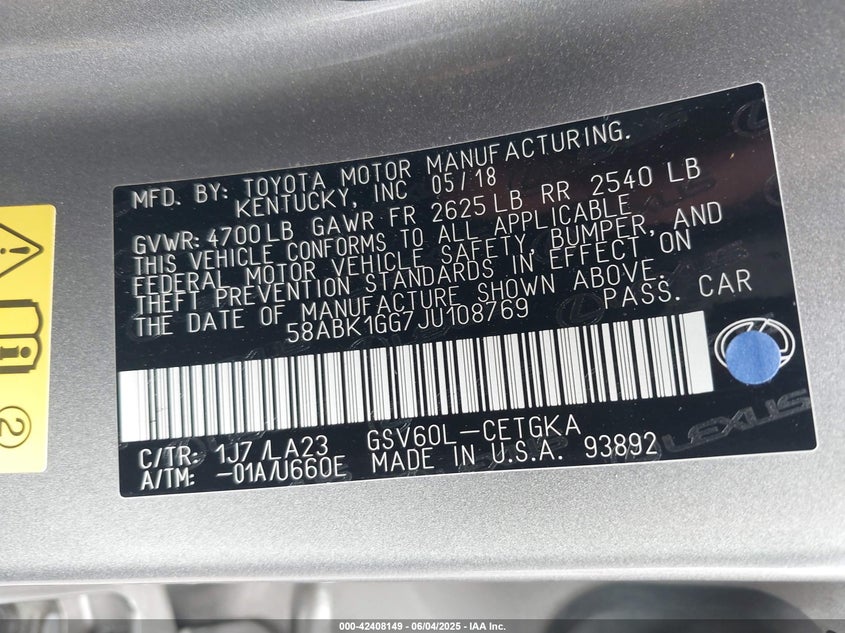 MFD. BY: TOYOTA MOTOR MANUFACTURING.
KENTUCKY, INC 05/18
GVWR: 4700LB GAWR FR 2625LB RR 2540 LB
THIS VEHICLE CONFORMS TO ALL APPLICABLE
FEDERAL MOTOR VEHICLE SAFETY, BUMPER, AND
THEFT PREVENTION STANDARDS IN EFFECT ON
THE DATE OF MANUFACTURE SHOWN ABOVE.
58ABK1GG7JU108769 PASS. CAR
C/TR: 1J7/LA23 GSV60L-CETGKA
A/TM: -01A/U660E MADE IN U.S.A. 93892
LEXUS
2
000-42408149 - 06/04/2025 - IAA Inc.